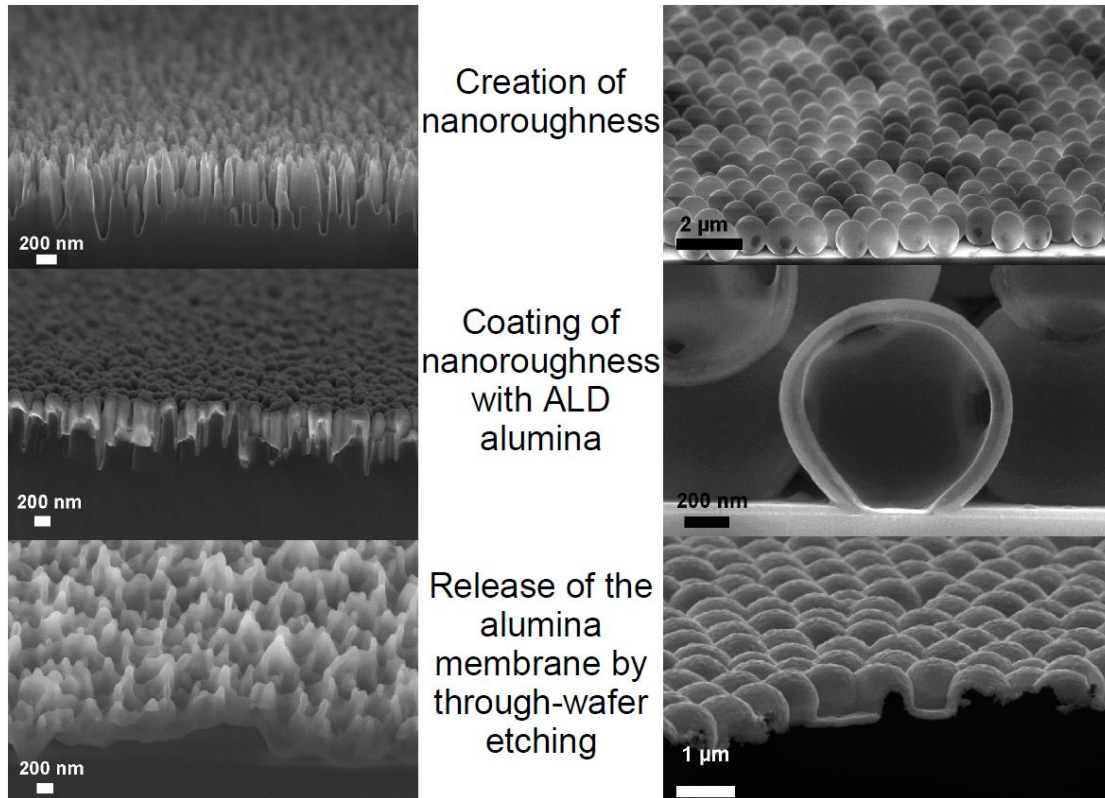 Creation of
nanoroughness
200 nm
2 µm
Coating of
nanoroughness
with ALD
alumina
200 nm
200 nm
Release of the
alumina
membrane by
through-wafer
etching
200 nm
1 µm